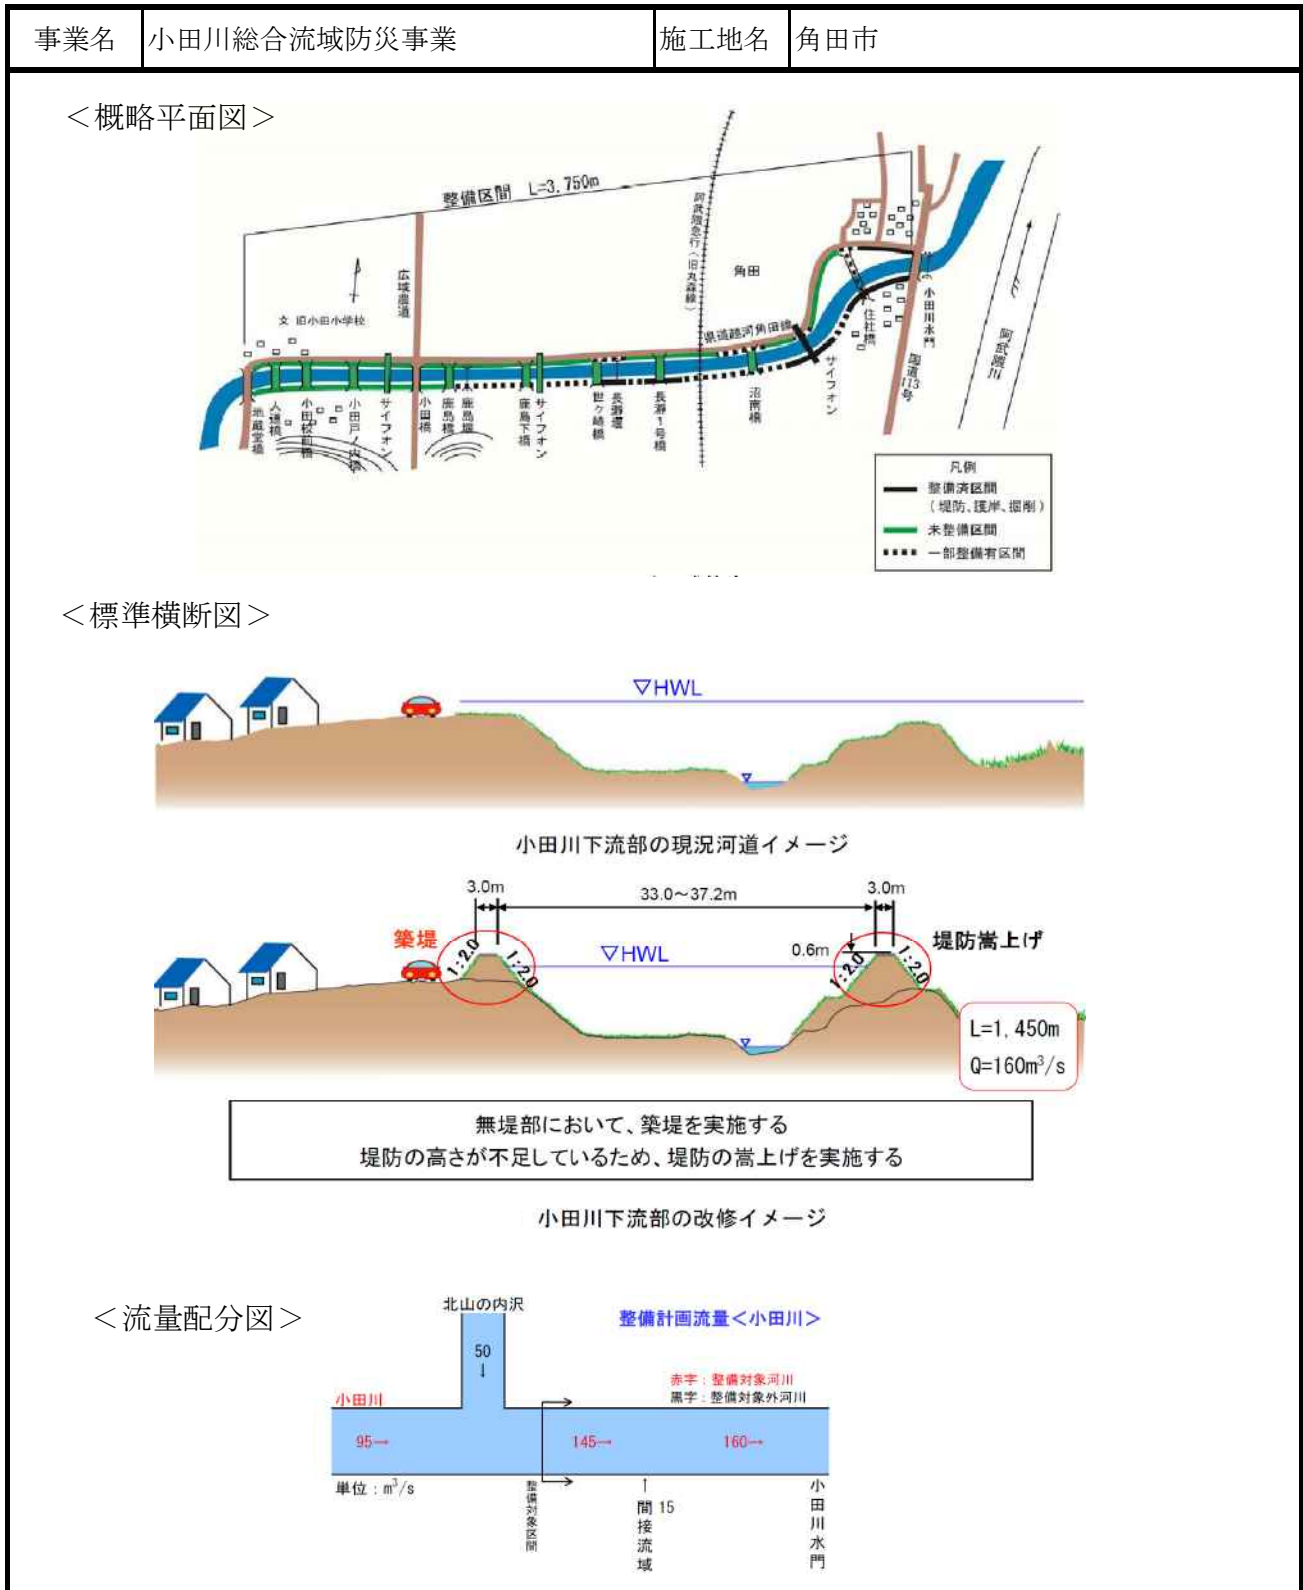 事業名 小田川総合流域防災事業 施工地名 角田市
＜概略平面図＞
整備区間 L=3,750m
阿武隈急行(旧丸森線)
広域農道
角田
文 旧小田小学校
県道越河角田線
小田川水門
住社橋
国道113号
阿武隈川
サイフォン
地蔵堂橋
人道橋
小田校前橋
小田戸ノ内橋
サイフォン
小田橋
鹿島橋
鹿島堰
鹿島下橋
サイフォン
世ヶ崎橋
長瀞堰
長瀞1号橋
沼南橋
凡例
整備済区間
(堤防、護岸、掘削)
未整備区間
一部整備有区間
＜標準横断図＞
▽HWL
小田川下流部の現況河道イメージ
3.0m
33.0～37.2m
3.0m
築堤
1:2.0
1:2.0
▽HWL
0.6m
1:2.0
1:2.0
堤防嵩上げ
L=1,450m
Q=160m³/s
無堤部において、築堤を実施する
堤防の高さが不足しているため、堤防の嵩上げを実施する
小田川下流部の改修イメージ
＜流量配分図＞
北山の内沢
整備計画流量＜小田川＞
50
↓
赤字：整備対象河川
黒字：整備対象外河川
小田川
95→
145→
160→
単位：m³/s
整備対象区間
↑
間接流域
15
小田川水門